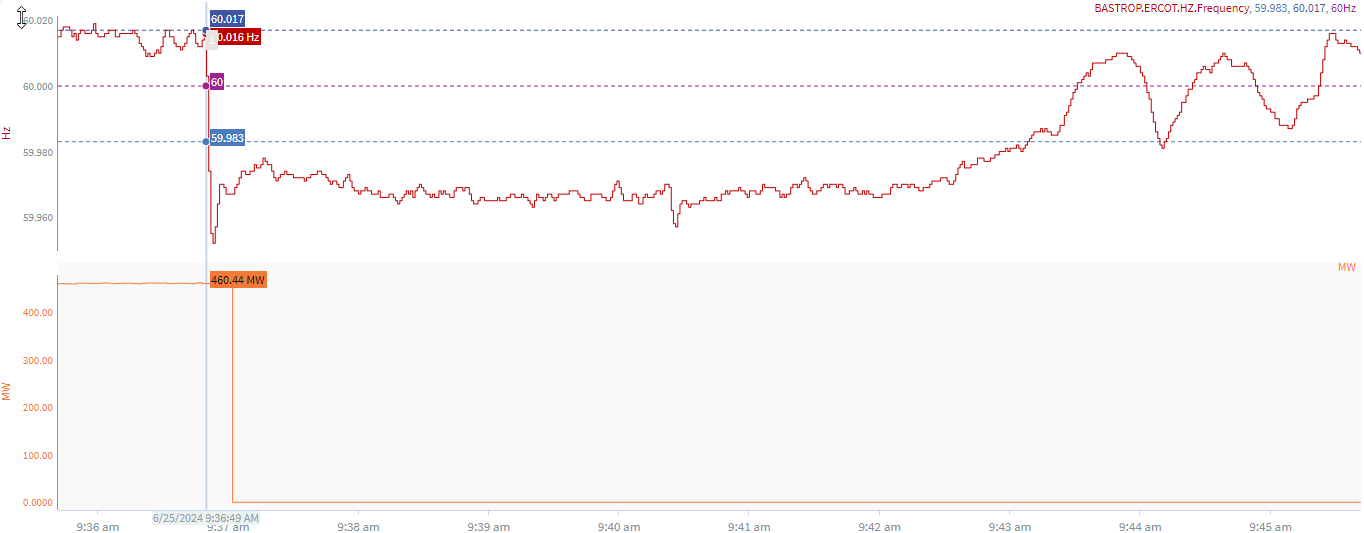 BASTROP.ERCOT.HZ.Frequency, 59.983, 60.017, 60Hz
60.020
60.017
0.016 Hz
60
60.000
Hz
59.983
59.980
59.960
MW
460.44 MW
400.00
300.00
MW
200.00
100.00
0.0000
6/25/2024 9:36:49 AM
9:36 am 9:37 am 9:38 am 9:39 am 9:40 am 9:41 am 9:42 am 9:43 am 9:44 am 9:45 am